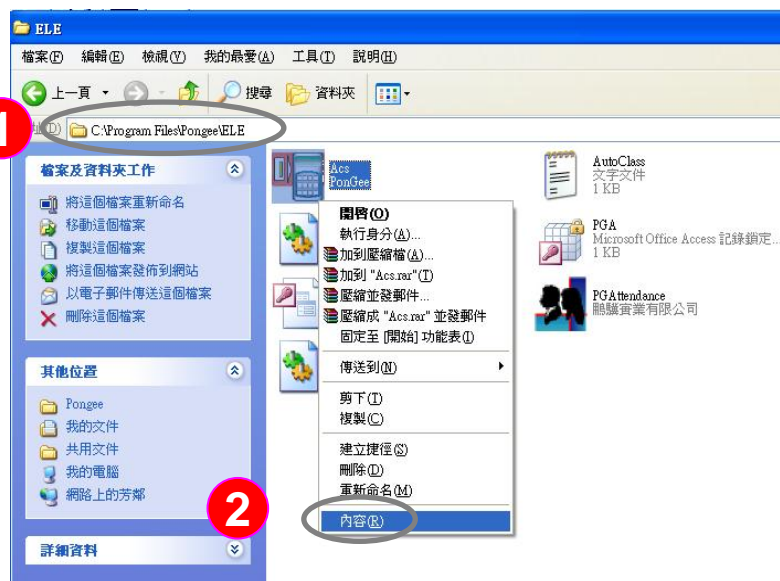 ELE
檔案(F) 編輯(E) 檢視(V) 我的最愛(A) 工具(T) 說明(H)
上一頁 搜尋 資料夾
1
(D) C:\Program Files\Pongee\ELE
檔案及資料夾工作
將這個檔案重新命名
移動這個檔案
複製這個檔案
將這個檔案發佈到網站
以電子郵件傳送這個檔案
刪除這個檔案
其他位置
Pongee
我的文件
共用文件
我的電腦
網路上的芳鄰
詳細資料
2
Acs
PonGee
開啓(O)
執行身分(A)...
加到壓縮檔(A)...
加到 "Acs.rar"(T)
壓縮並發郵件...
壓縮成 "Acs.rar" 並發郵件
固定至 [開始] 功能表(I)
傳送到(N)
剪下(T)
複製(C)
建立捷徑(S)
刪除(D)
重新命名(M)
內容(R)
AutoClass
文字文件
1 KB
PGA
Microsoft Office Access 記錄鎖定...
1 KB
PGAttendance
鵬驥實業有限公司